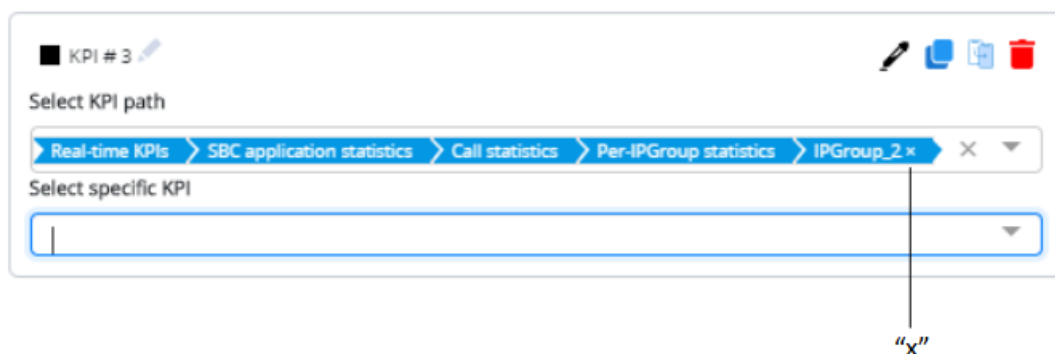 KPI # 3
Select KPI path
Real-time KPIs SBC application statistics Call statistics Per-IPGroup statistics IPGroup_2 ×
Select specific KPI
“x”